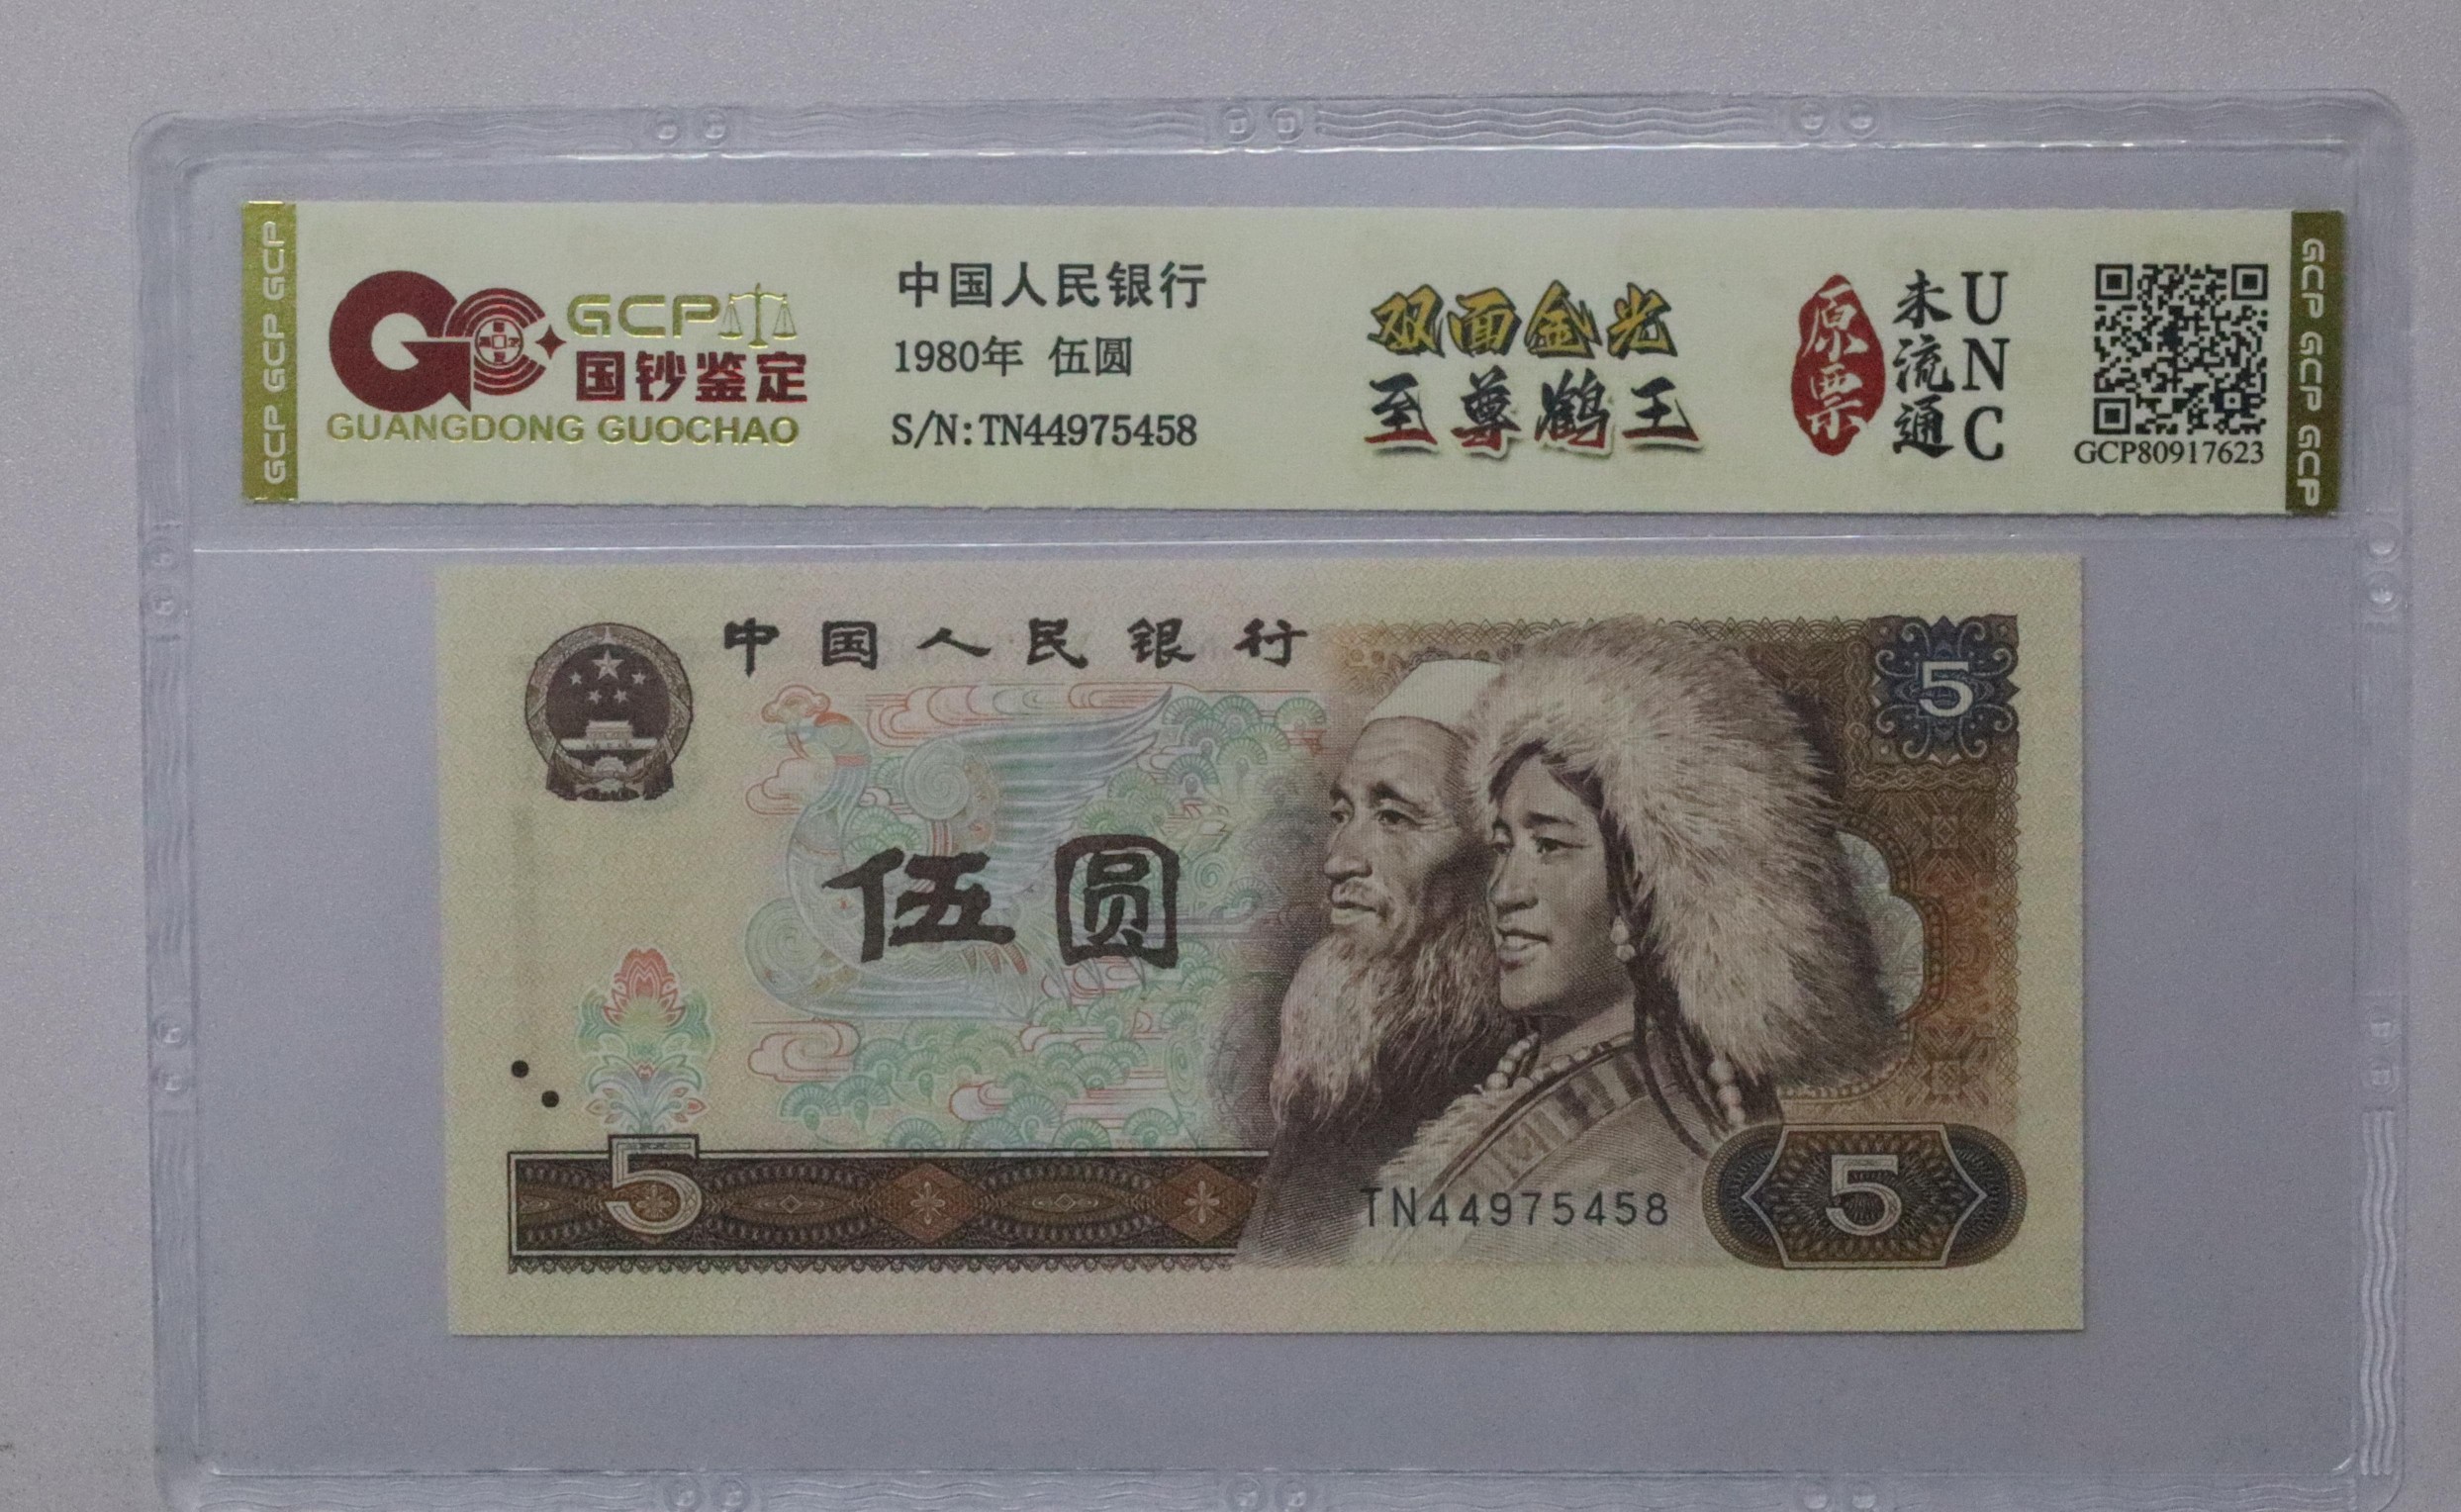 GCP GCP GCP
GCP
国钞鉴定
GUANGDONG GUOCHAO
中国人民银行
1980年 伍圆
S/N:TN44975458
双面金光
至尊鹤王
原票
未流通
UNC
GCP80917623
GCP GCP GCP
中国人民银行
5
伍圆
5
TN44975458
5